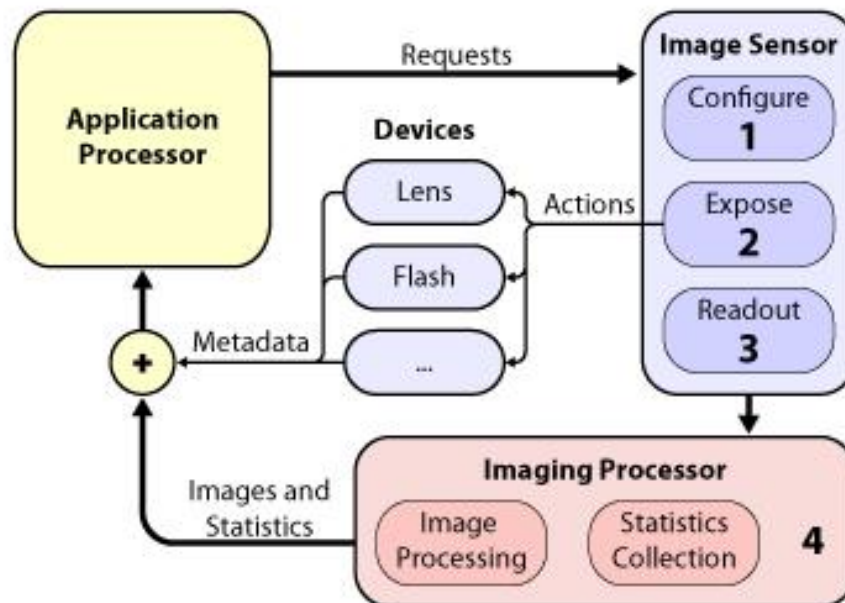 Application
Processor
Requests
Image Sensor
Configure
1
Devices
Lens
Actions
Expose
2
Flash
Readout
3
Metadata
+
...
Imaging Processor
Images and
Statistics
Image
Processing
Statistics
Collection
4